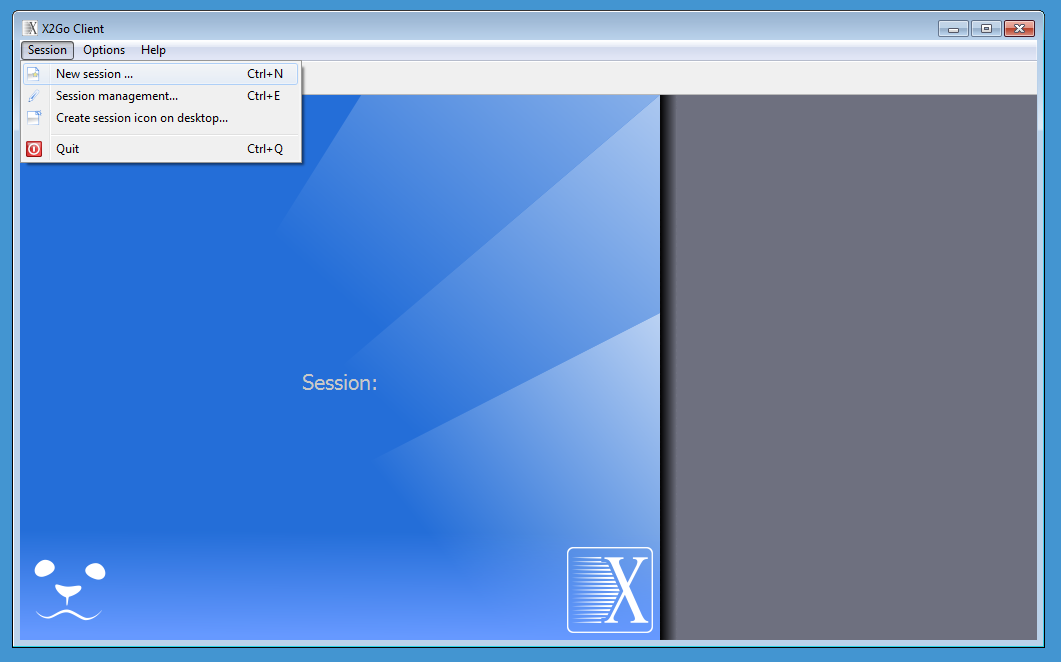 X2Go Client
Session Options Help
New session ... Ctrl+N
Session management... Ctrl+E
Create session icon on desktop...
Quit Ctrl+Q
Session:
X